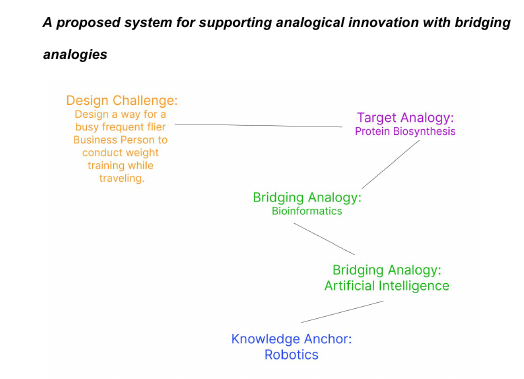 A proposed system for supporting analogical innovation with bridging
analogies
Design Challenge:
Design a way for a
busy frequent flier
Business Person to
conduct weight
training while
traveling.
Target Analogy:
Protein Biosynthesis
Bridging Analogy:
Bioinformatics
Bridging Analogy:
Artificial Intelligence
Knowledge Anchor:
Robotics